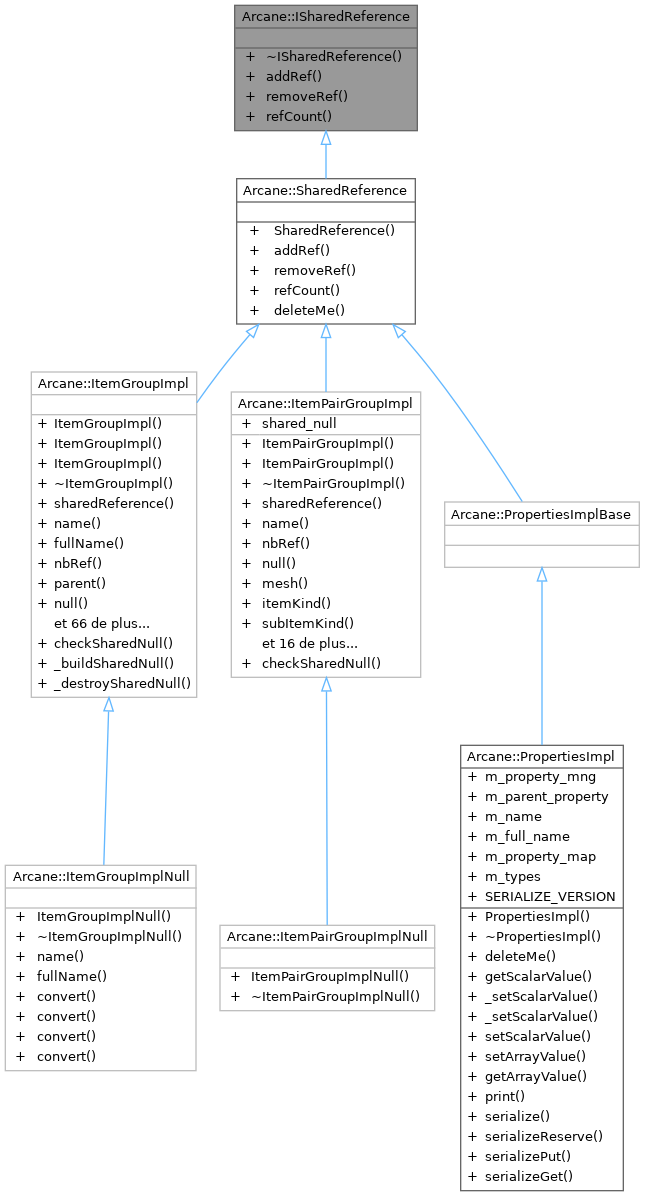 Arcane::ISharedReference
+ ~ISharedReference()
+ addRef()
+ removeRef()
+ refCount()
Arcane::SharedReference
+ SharedReference()
+ addRef()
+ removeRef()
+ refCount()
+ deleteMe()
Arcane::ItemGroupImpl
+ ItemGroupImpl()
+ ItemGroupImpl()
+ ItemGroupImpl()
+ ~ItemGroupImpl()
+ sharedReference()
+ name()
+ fullName()
+ nbRef()
+ parent()
+ null()
et 66 de plus...
+ checkSharedNull()
+ _buildSharedNull()
+ _destroySharedNull()
Arcane::ItemPairGroupImpl
+ shared_null
+ ItemPairGroupImpl()
+ ItemPairGroupImpl()
+ ~ItemPairGroupImpl()
+ sharedReference()
+ name()
+ nbRef()
+ null()
+ mesh()
+ itemKind()
+ subItemKind()
et 16 de plus...
+ checkSharedNull()
Arcane::PropertiesImplBase
Arcane::ItemGroupImplNull
+ ItemGroupImplNull()
+ ~ItemGroupImplNull()
+ name()
+ fullName()
+ convert()
+ convert()
+ convert()
+ convert()
Arcane::ItemPairGroupImplNull
+ ItemPairGroupImplNull()
+ ~ItemPairGroupImplNull()
Arcane::PropertiesImpl
+ m_property_mng
+ m_parent_property
+ m_name
+ m_full_name
+ m_property_map
+ m_types
+ SERIALIZE_VERSION
+ PropertiesImpl()
+ ~PropertiesImpl()
+ deleteMe()
+ getScalarValue()
+ _setScalarValue()
+ _setScalarValue()
+ setScalarValue()
+ setArrayValue()
+ getArrayValue()
+ print()
+ serialize()
+ serializeReserve()
+ serializePut()
+ serializeGet()